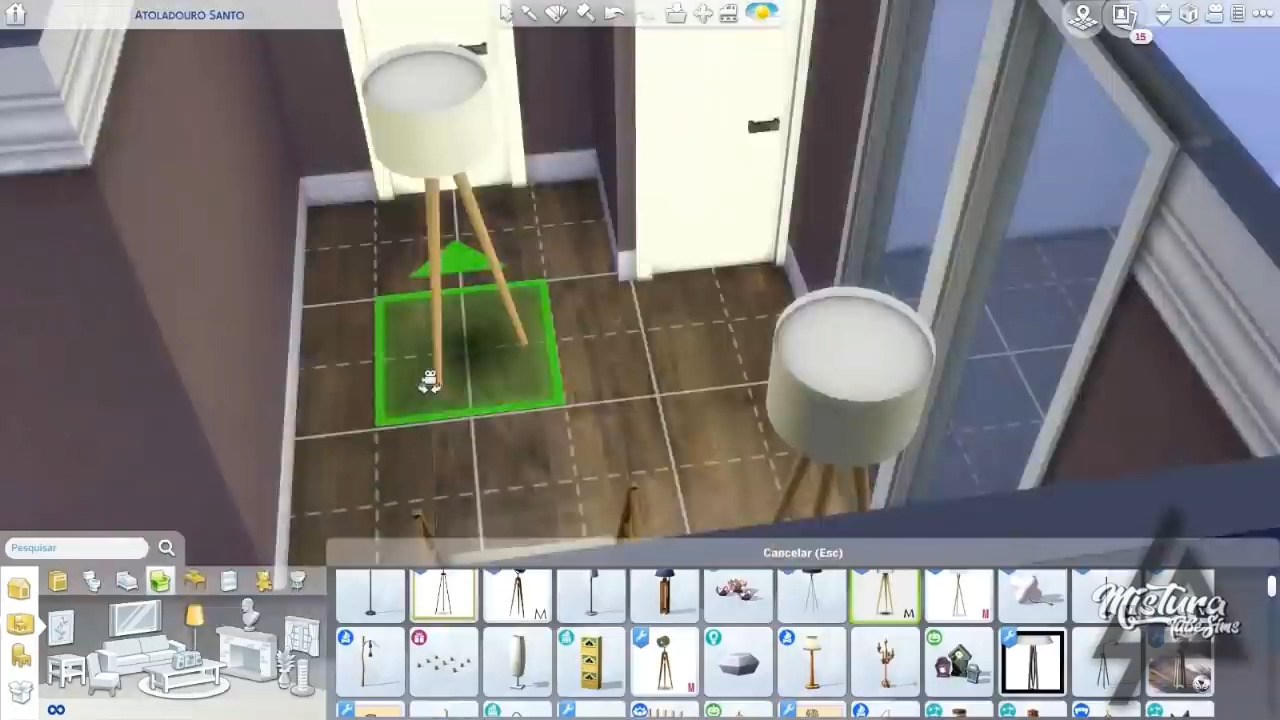 Atoladouro Santo
15
Pesquisar
Cancelar (Esc)
M
M
M
M
Mistura
TubeSims